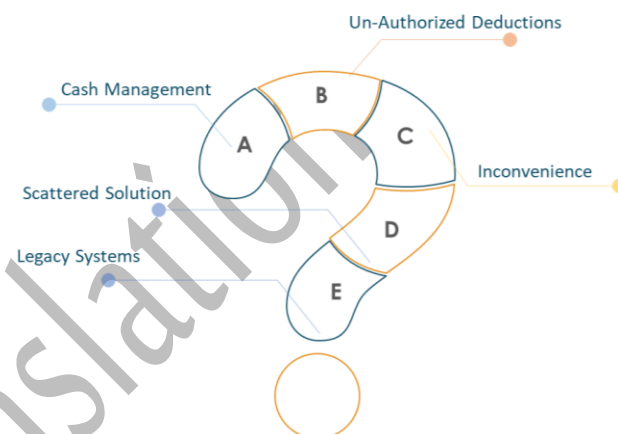 Un-Authorized Deductions
Cash Management
B
A
C
Inconvenience
Scattered Solution
D
Legacy Systems
E